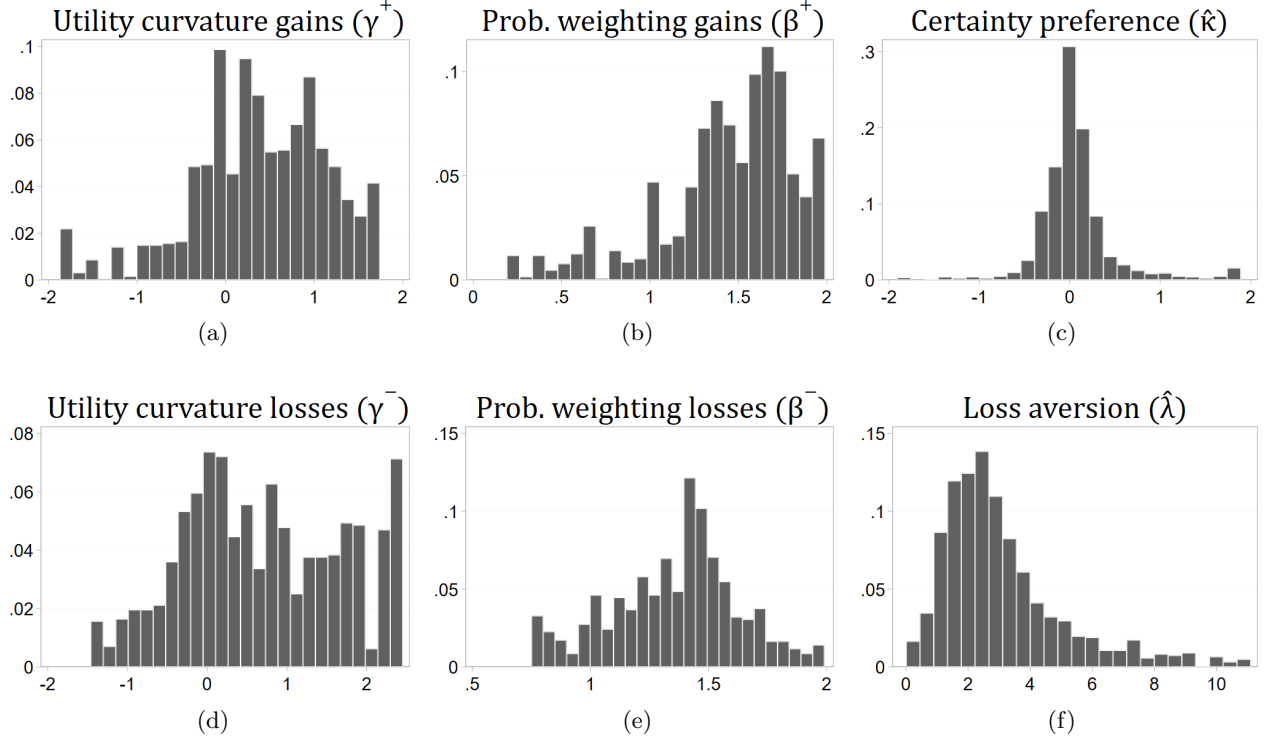 Utility curvature gains (γ⁺)
.1
.08
.06
.04
.02
0
-2 -1 0 1 2
(a)
Prob. weighting gains (β⁺)
.1
.05
0
0 .5 1 1.5 2
(b)
Certainty preference (κ̂)
.3
.2
.1
0
-2 -1 0 1 2
(c)
Utility curvature losses (γ⁻)
.08
.06
.04
.02
0
-2 -1 0 1 2
(d)
Prob. weighting losses (β⁻)
.15
.1
.05
0
.5 1 1.5 2
(e)
Loss aversion (λ̂)
.15
.1
.05
0
0 2 4 6 8 10
(f)